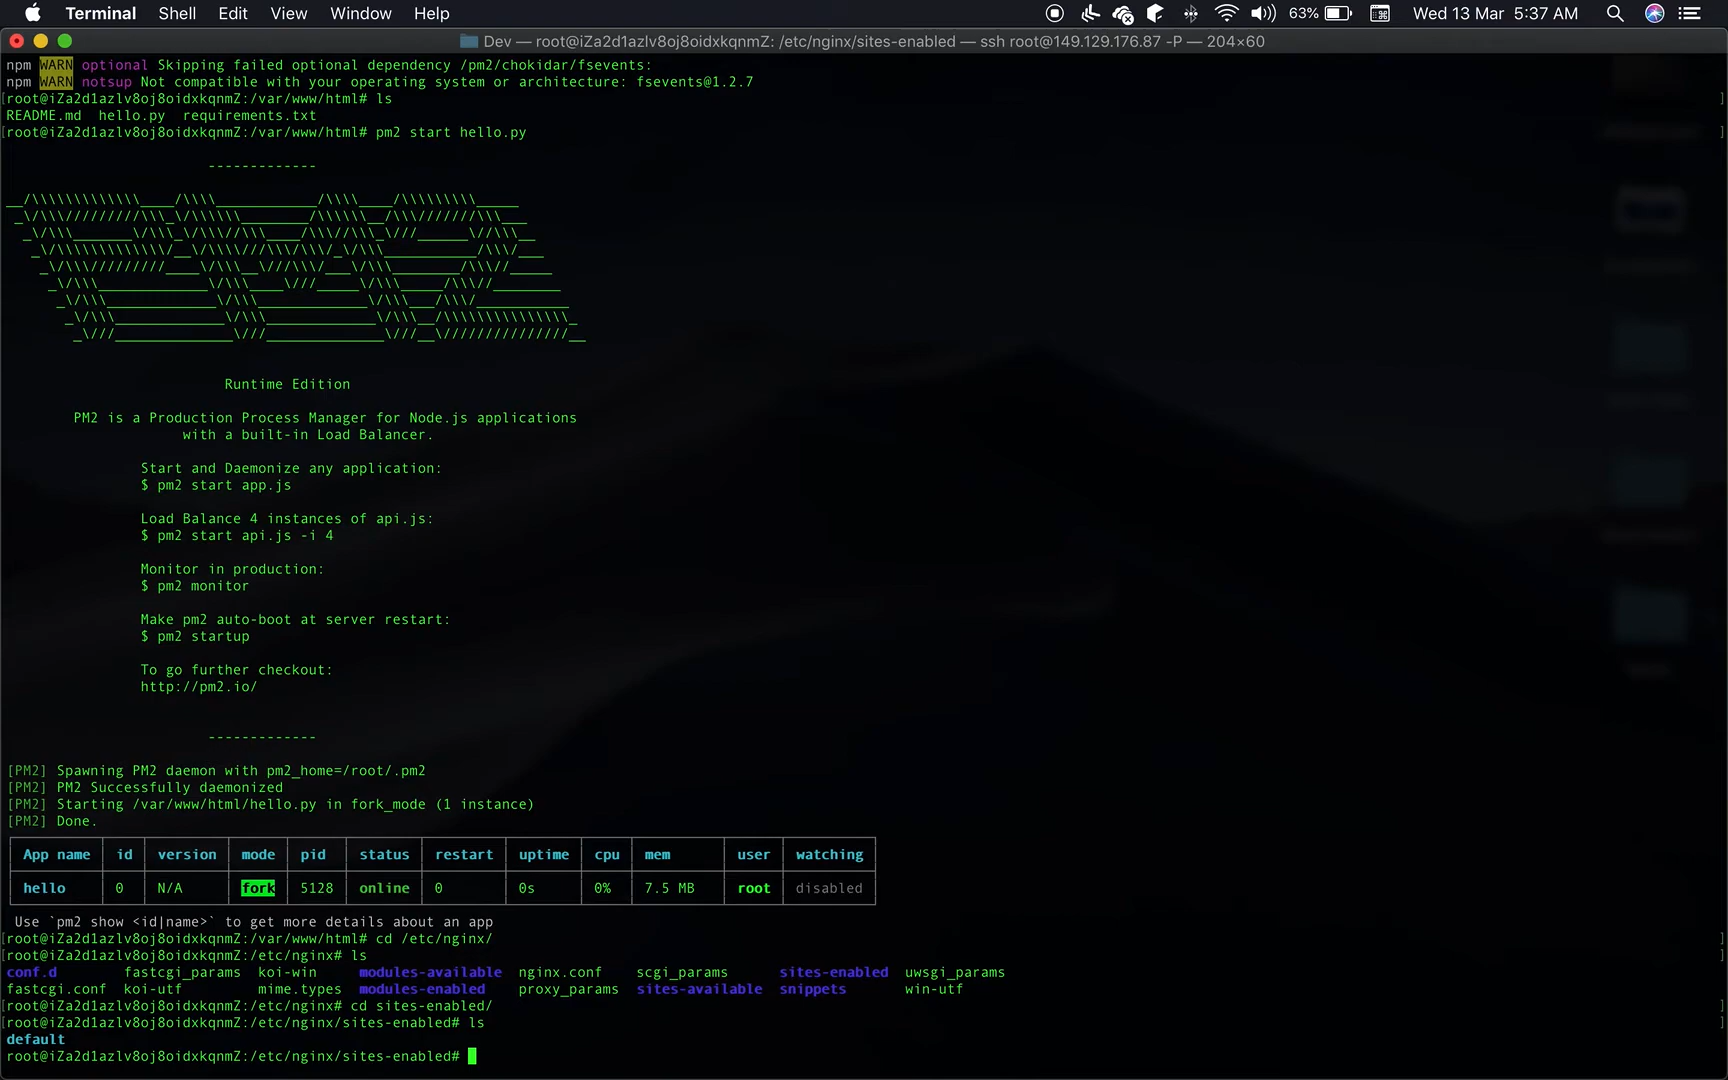 Terminal Shell Edit View Window Help 63% Wed 13 Mar 5:37 AM
Dev — root@iZa2d1azlv8oj8oidxkqnmZ: /etc/nginx/sites-enabled — ssh root@149.129.176.87 -P — 204×60
npm WARN optional Skipping failed optional dependency /pm2/chokidar/fsevents:
npm WARN notsup Not compatible with your operating system or architecture: fsevents@1.2.7
[root@iZa2d1azlv8oj8oidxkqnmZ:/var/www/html# ls
README.md hello.py requirements.txt
[root@iZa2d1azlv8oj8oidxkqnmZ:/var/www/html# pm2 start hello.py
-------------
Runtime Edition
PM2 is a Production Process Manager for Node.js applications
with a built-in Load Balancer.
Start and Daemonize any application:
$ pm2 start app.js
Load Balance 4 instances of api.js:
$ pm2 start api.js -i 4
Monitor in production:
$ pm2 monitor
Make pm2 auto-boot at server restart:
$ pm2 startup
To go further checkout:
http://pm2.io/
-------------
[PM2] Spawning PM2 daemon with pm2_home=/root/.pm2
[PM2] PM2 Successfully daemonized
[PM2] Starting /var/www/html/hello.py in fork_mode (1 instance)
[PM2] Done.
App name id version mode pid status restart uptime cpu mem user watching
hello 0 N/A fork 5128 online 0 0s 0% 7.5 MB root disabled
Use `pm2 show <id|name>` to get more details about an app
[root@iZa2d1azlv8oj8oidxkqnmZ:/var/www/html# cd /etc/nginx/
[root@iZa2d1azlv8oj8oidxkqnmZ:/etc/nginx# ls
conf.d fastcgi_params koi-win modules-available nginx.conf scgi_params sites-enabled uwsgi_params
fastcgi.conf koi-utf mime.types modules-enabled proxy_params sites-available snippets win-utf
[root@iZa2d1azlv8oj8oidxkqnmZ:/etc/nginx# cd sites-enabled/
[root@iZa2d1azlv8oj8oidxkqnmZ:/etc/nginx/sites-enabled# ls
default
root@iZa2d1azlv8oj8oidxkqnmZ:/etc/nginx/sites-enabled#